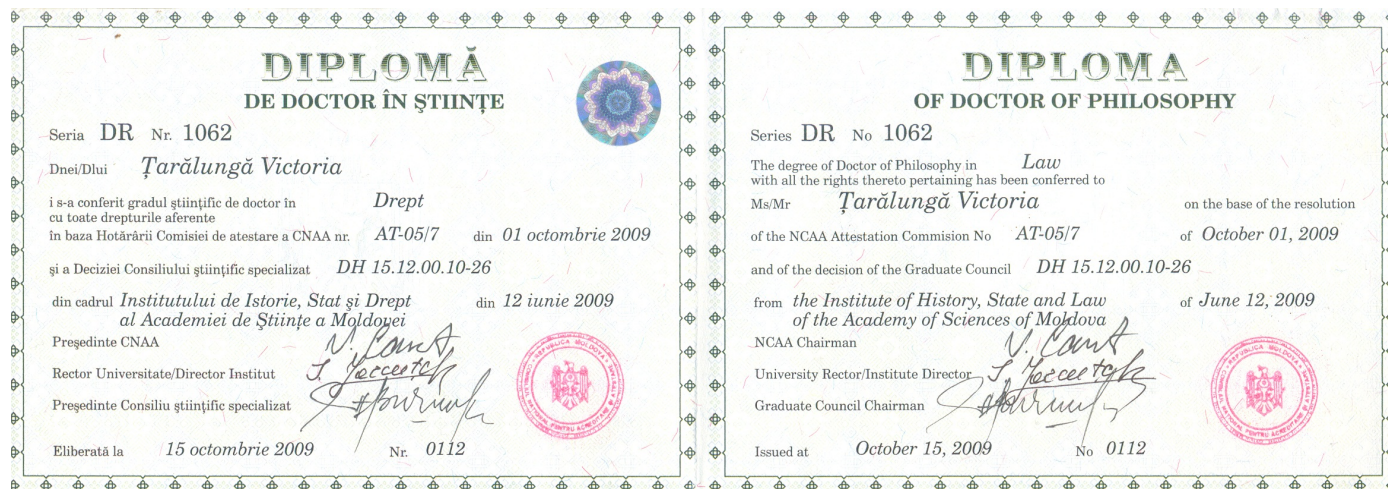 DIPLOMĂ
DE DOCTOR ÎN ŞTIINŢE
Seria DR Nr. 1062
Dnei/Dlui Ţarălungă Victoria
i s-a conferit gradul ştiinţific de doctor în Drept
cu toate drepturile aferente
în baza Hotărârii Comisiei de atestare a CNAA nr. AT-05/7 din 01 octombrie 2009
şi a Deciziei Consiliului ştiinţific specializat DH 15.12.00.10-26
din cadrul Institutului de Istorie, Stat şi Drept din 12 iunie 2009
al Academiei de Ştiinţe a Moldovei
Preşedinte CNAA
Rector Universitate/Director Institut
Preşedinte Consiliu ştiinţific specializat
REPUBLICA MOLDOVA
PENTRU ACREDITARE
Eliberată la 15 octombrie 2009 Nr. 0112
DIPLOMA
OF DOCTOR OF PHILOSOPHY
Series DR No 1062
The degree of Doctor of Philosophy in Law
with all the rights thereto pertaining has been conferred to
Ms/Mr Ţarălungă Victoria on the base of the resolution
of the NCAA Attestation Commision No AT-05/7 of October 01, 2009
and of the decision of the Graduate Council DH 15.12.00.10-26
from the Institute of History, State and Law of June 12, 2009
of the Academy of Sciences of Moldova
NCAA Chairman
University Rector/Institute Director
Graduate Council Chairman
REPUBLICA MOLDOVA
PENTRU ACREDITARE
Issued at October 15, 2009 No 0112